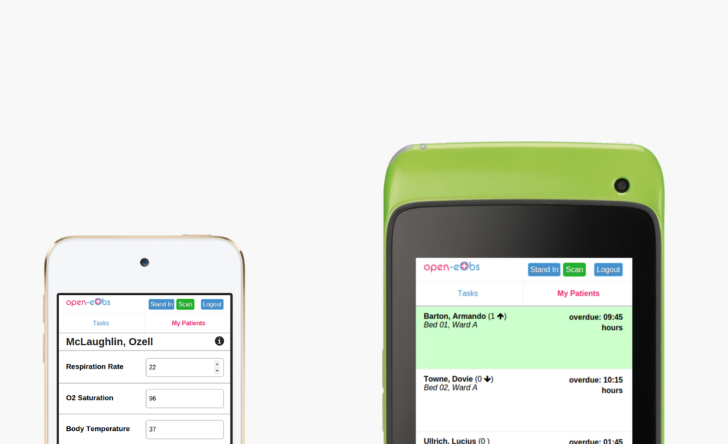 open-eObs
Stand In Scan Logout
Tasks My Patients
McLaughlin, Ozell
Respiration Rate 22
O2 Saturation 96
Body Temperature 37
open-eObs
Stand In Scan Logout
Tasks My Patients
Barton, Armando (1 ↑) overdue: 09:45
Bed 01, Ward A hours
Towne, Dovie (0 ↓) overdue: 10:15
Bed 02, Ward A hours
Ullrich, Lucius (0 ) overdue: 01:45